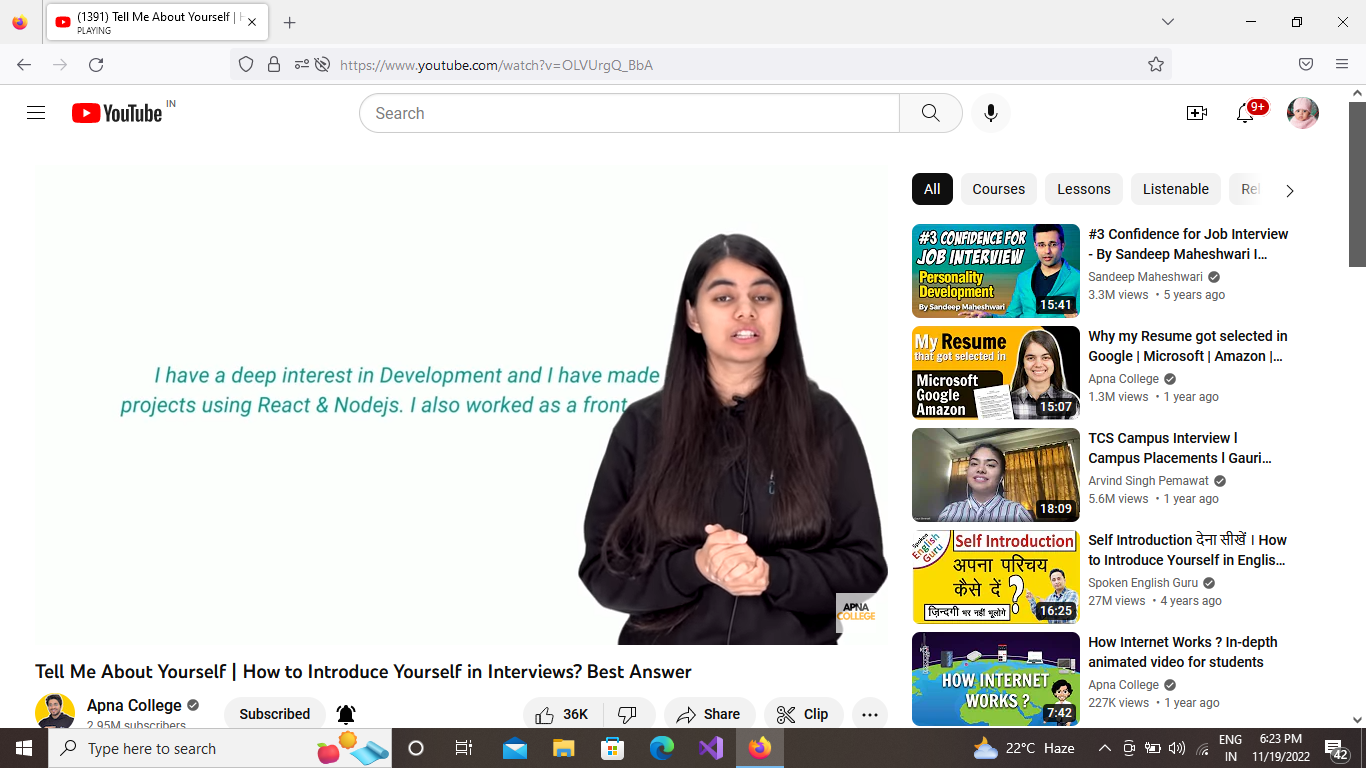 (1391) Tell Me About Yourself |
PLAYING
https://www.youtube.com/watch?v=OLVUrgQ_BbA
YouTube IN
Search
9+
I have a deep interest in Development and I have made
projects using React & Nodejs. I also worked as a front
APNA
COLLEGE
Tell Me About Yourself | How to Introduce Yourself in Interviews? Best Answer
Apna College
2.95M subscribers
Subscribed
36K
Share
Clip
All
Courses
Lessons
Listenable
Rel
#3 CONFIDENCE FOR
JOB INTERVIEW
Personality
Development
By Sandeep Maheshwari
15:41
#3 Confidence for Job Interview
- By Sandeep Maheshwari I...
Sandeep Maheshwari
3.3M views • 5 years ago
My Resume
that got selected in
Microsoft
Google
Amazon
15:07
Why my Resume got selected in
Google | Microsoft | Amazon |...
Apna College
1.3M views • 1 year ago
18:09
TCS Campus Interview l
Campus Placements l Gauri...
Arvind Singh Pemawat
5.6M views • 1 year ago
Spoken
English
Guru
Self Introduction
अपना परिचय
कैसे दें ?
ज़िन्दगी भर नहीं भूलोगे
16:25
Self Introduction देना सीखें । How
to Introduce Yourself in Englis...
Spoken English Guru
27M views • 4 years ago
HOW INTERNET
WORKS ?
7:42
How Internet Works ? In-depth
animated video for students
Apna College
227K views • 1 year ago
Type here to search
22°C Haze
ENG
IN
6:23 PM
11/19/2022
42